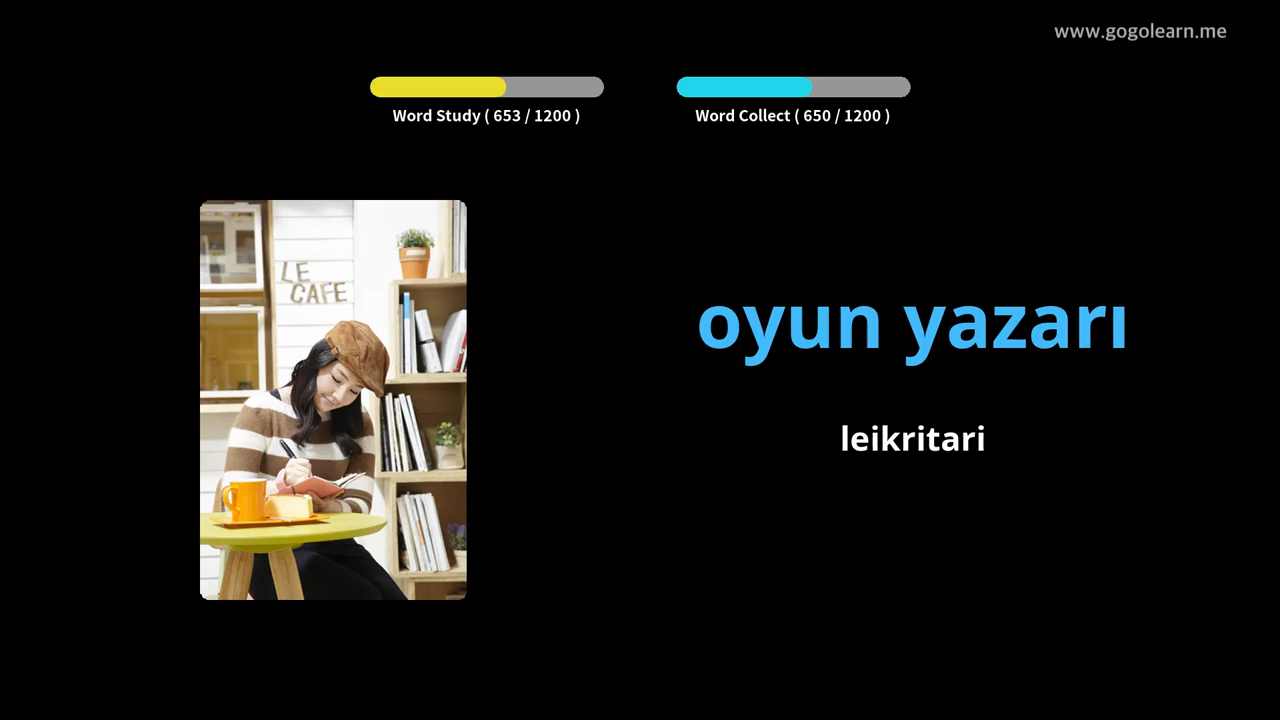 www.gogolearn.me
Word Study ( 653 / 1200 )
Word Collect ( 650 / 1200 )
LE
CAFE
oyun yazarı
leikritari